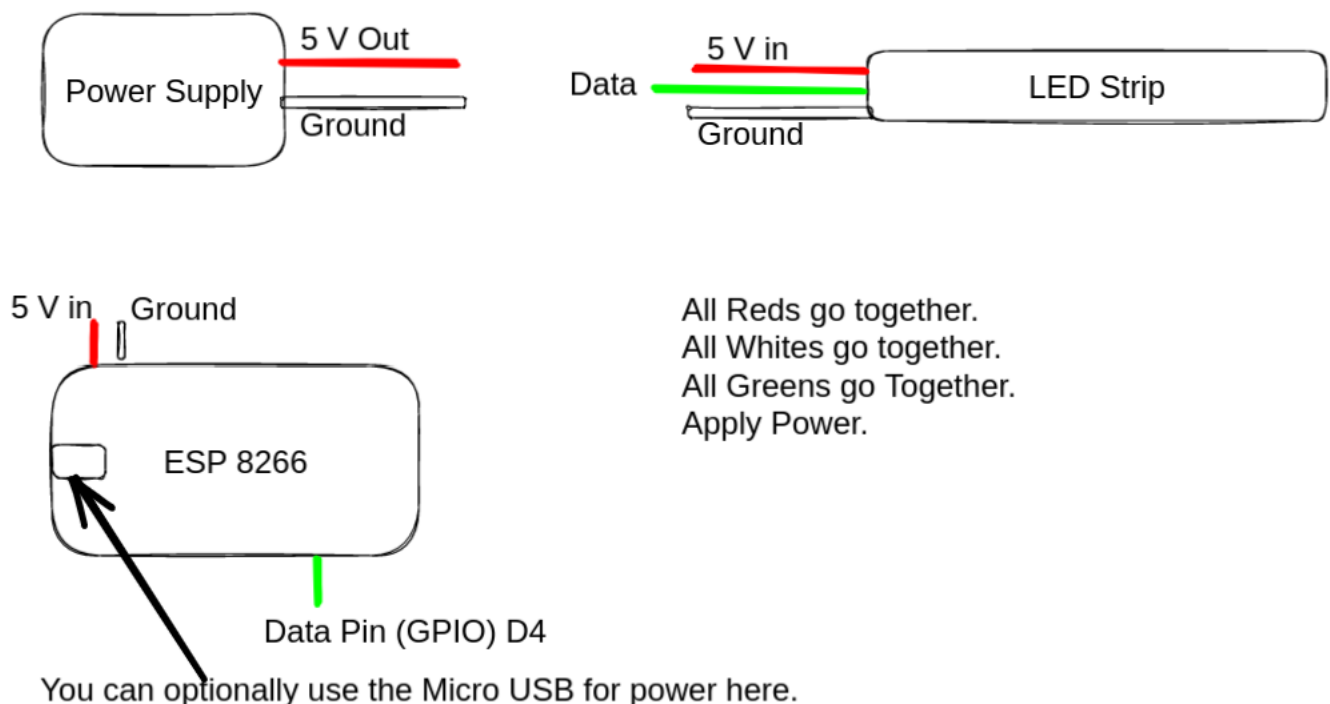 5 V Out
Power Supply
Ground
5 V in
Data
LED Strip
Ground
5 V in
Ground
ESP 8266
Data Pin (GPIO) D4
You can optionally use the Micro USB for power here.
All Reds go together.
All Whites go together.
All Greens go Together.
Apply Power.